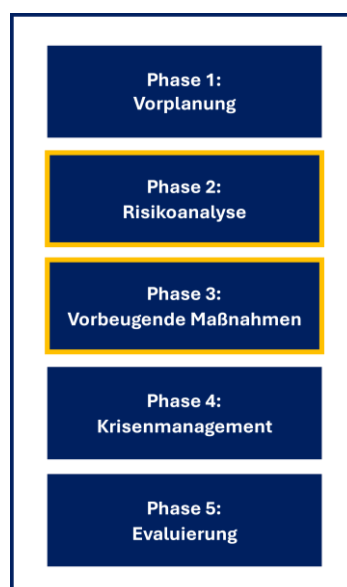 Phase 1:
Vorplanung
Phase 2:
Risikoanalyse
Phase 3:
Vorbeugende Maßnahmen
Phase 4:
Krisenmanagement
Phase 5:
Evaluierung